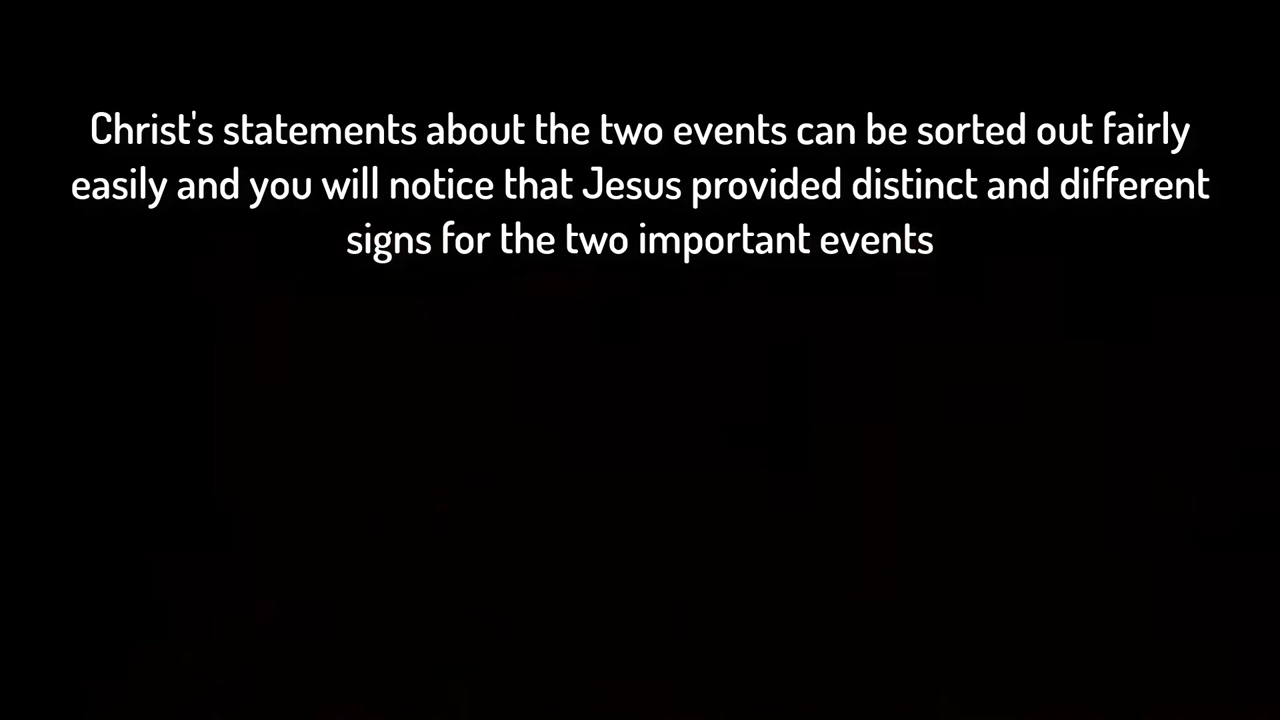 Christ's statements about the two events can be sorted out fairly
easily and you will notice that Jesus provided distinct and different
signs for the two important events